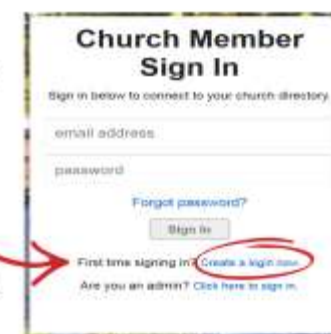 Church Member
Sign In
Sign in below to connect to your church directory.
email address
password
Forgot password?
Sign In
First time signing in? Create a login now.
Are you an admin? Click here to sign in.